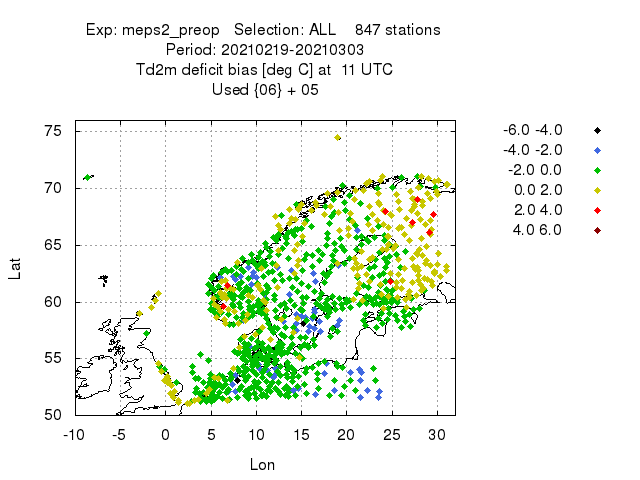 Exp: meps2_preop   Selection: ALL    847 stations
Period: 20210219-20210303
Td2m deficit bias [deg C] at  11 UTC
Used {06} + 05
-6.0 -4.0
-4.0 -2.0
-2.0 0.0
0.0 2.0
2.0 4.0
4.0 6.0
75
70
65
60
55
50
Lat
-10 -5 0 5 10 15 20 25 30
Lon